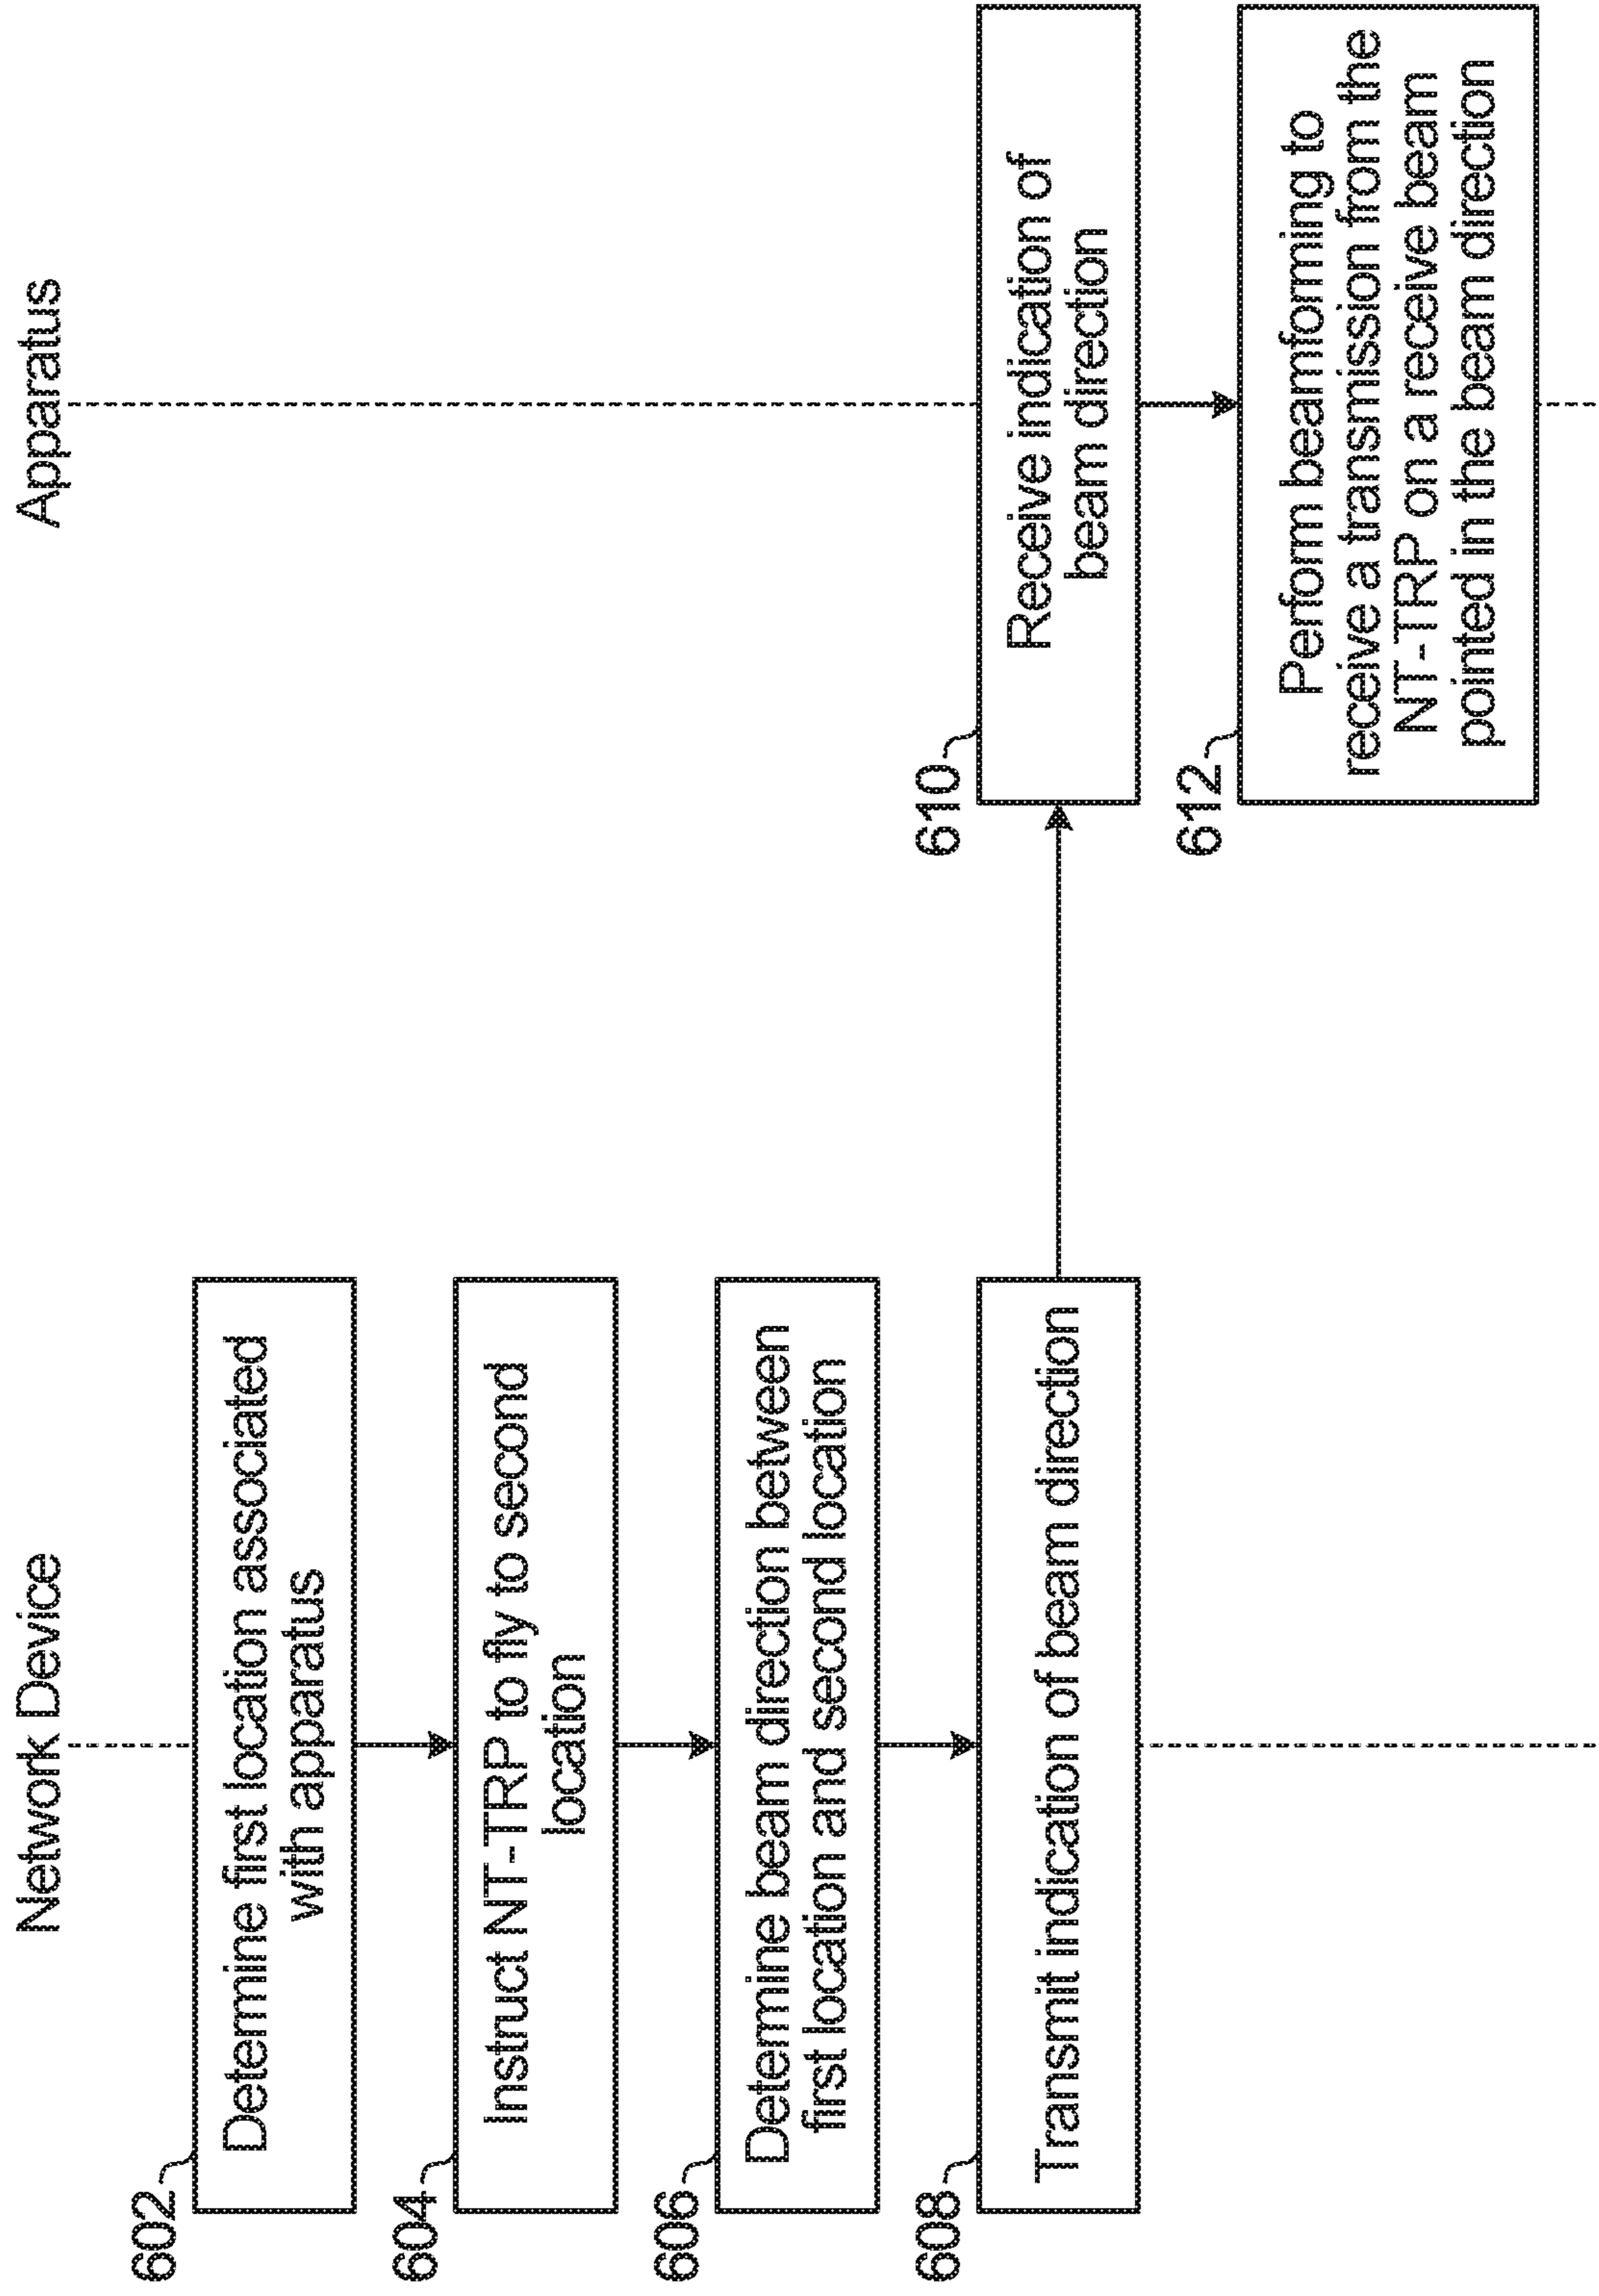 Network Device
Apparatus
602
Determine first location associated
with apparatus
604
Instruct NT-TRP to fly to second
location
606
Determine beam direction between
first location and second location
608
Transmit indication of beam direction
610
Receive indication of
beam direction
612
Perform beamforming to
receive a transmission from the
NT-TRP on a receive beam
pointed in the beam direction